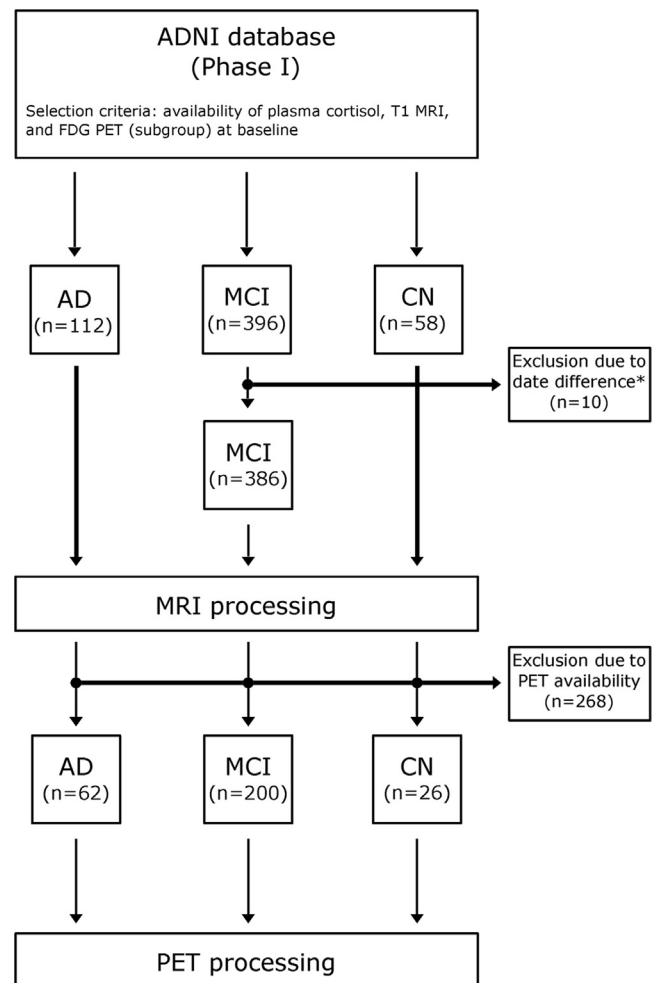 ADNI database
(Phase I)
Selection criteria: availability of plasma cortisol, T1 MRI,
and FDG PET (subgroup) at baseline
AD
(n=112)
MCI
(n=396)
CN
(n=58)
Exclusion due to
date difference*
(n=10)
MCI
(n=386)
MRI processing
Exclusion due to
PET availability
(n=268)
AD
(n=62)
MCI
(n=200)
CN
(n=26)
PET processing